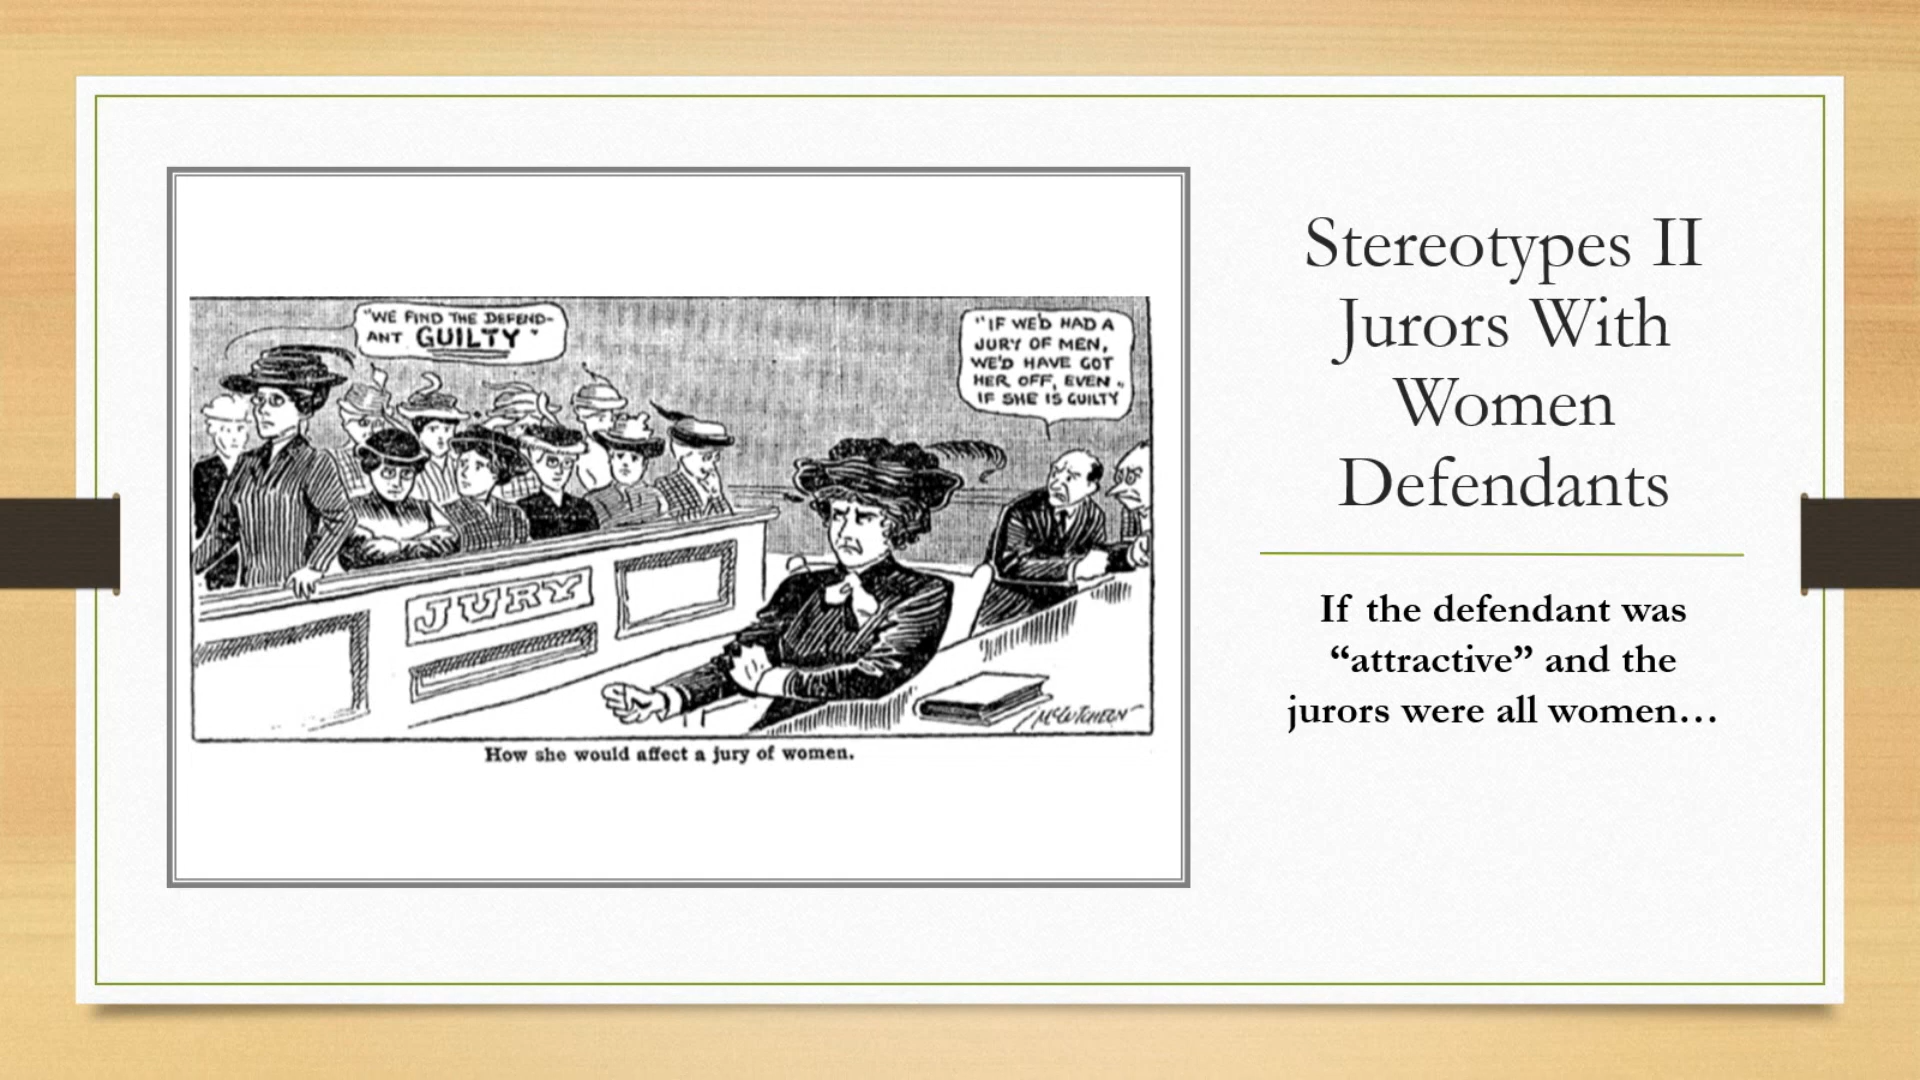 Stereotypes II
Jurors With
Women
Defendants
If the defendant was
“attractive” and the
jurors were all women…
"WE FIND THE DEFEND-
ANT GUILTY"
"IF WE'D HAD A
JURY OF MEN,
WE'D HAVE GOT
HER OFF, EVEN
IF SHE IS GUILTY
JURY
McCUTCHEON
How she would affect a jury of women.